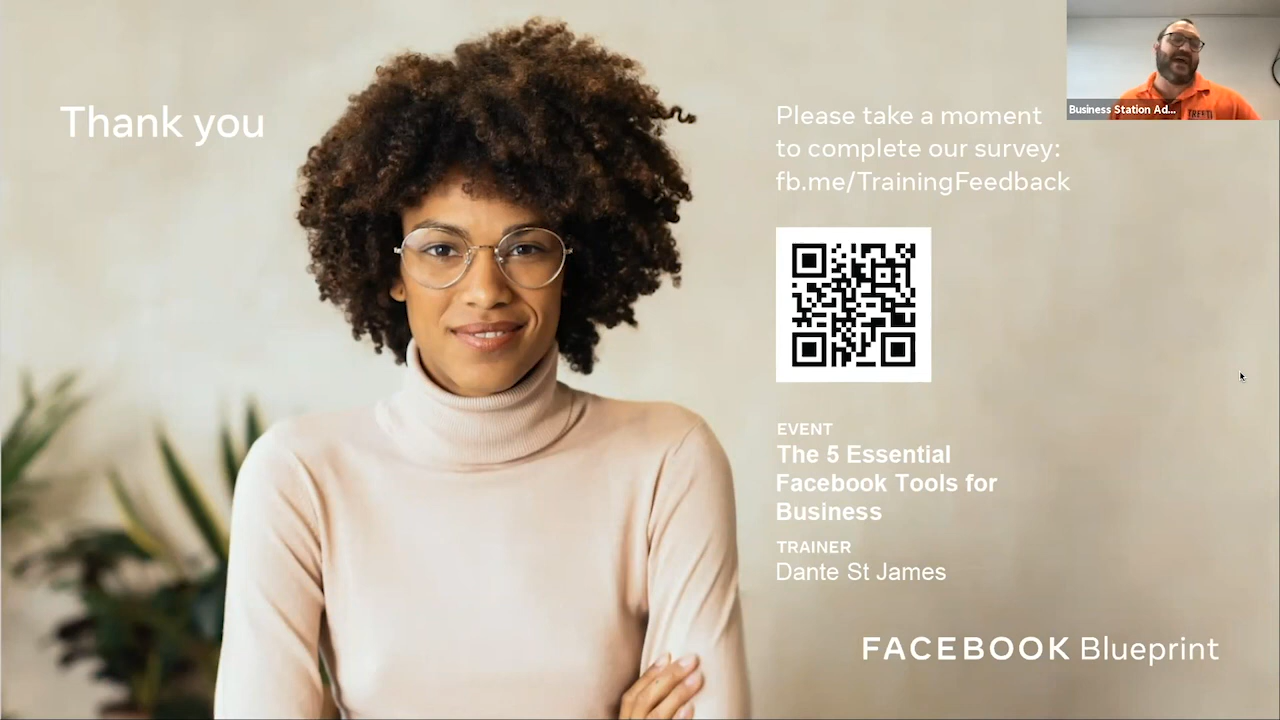 Thank you
Please take a moment
to complete our survey:
fb.me/TrainingFeedback
Business Station Ad...
EVENT
The 5 Essential
Facebook Tools for
Business
TRAINER
Dante St James
FACEBOOK Blueprint